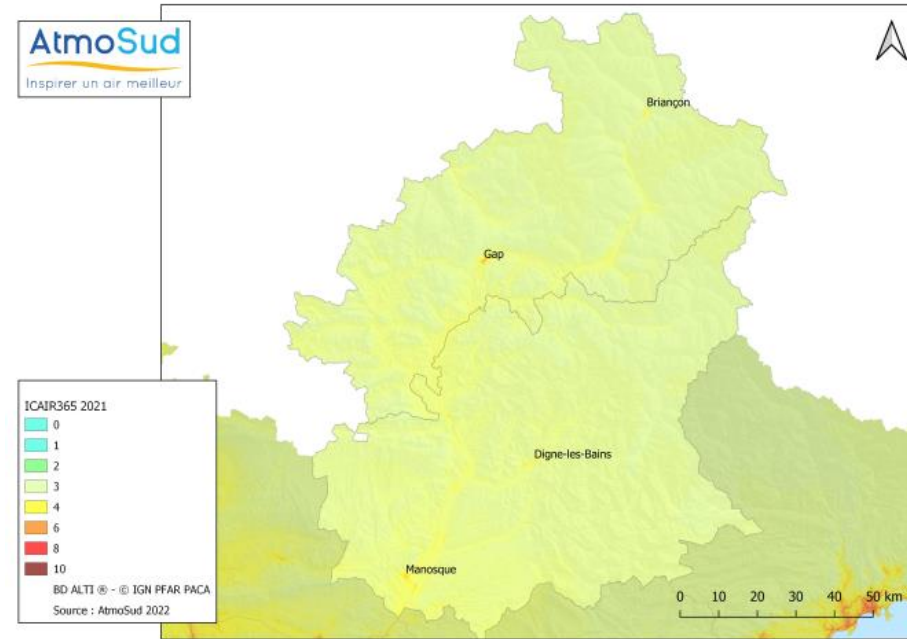 AtmoSud
Inspirer un air meilleur
Briançon
Gap
Digne-les-Bains
Manosque
ICAIR365 2021
0
1
2
3
4
6
8
10
BD ALTI ® - © IGN PFAR PACA
Source : AtmoSud 2022
0 10 20 30 40 50 km